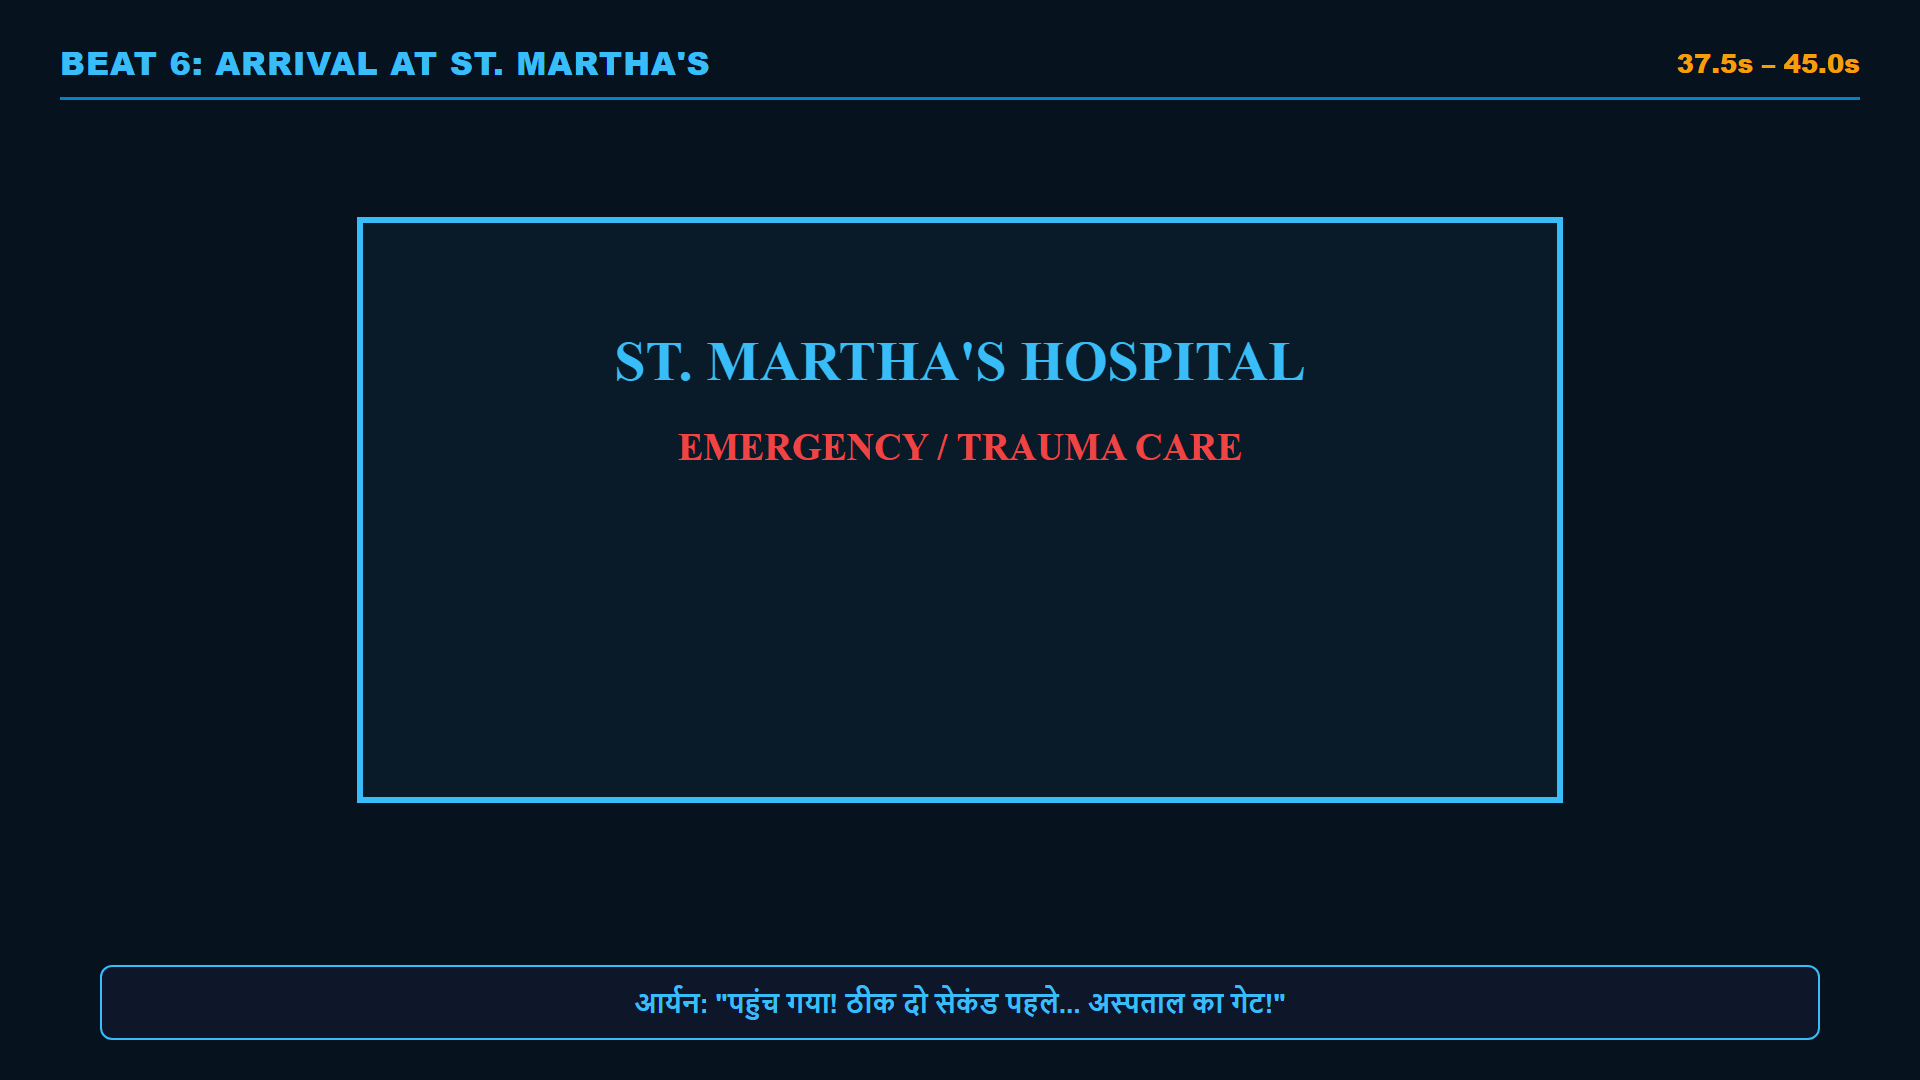 BEAT 6: ARRIVAL AT ST. MARTHA'S
37.5s – 45.0s
ST. MARTHA'S HOSPITAL
EMERGENCY / TRAUMA CARE
आर्यन: "पहुंच गया! ठीक दो सेकंड पहले... अस्पताल का गेट!"